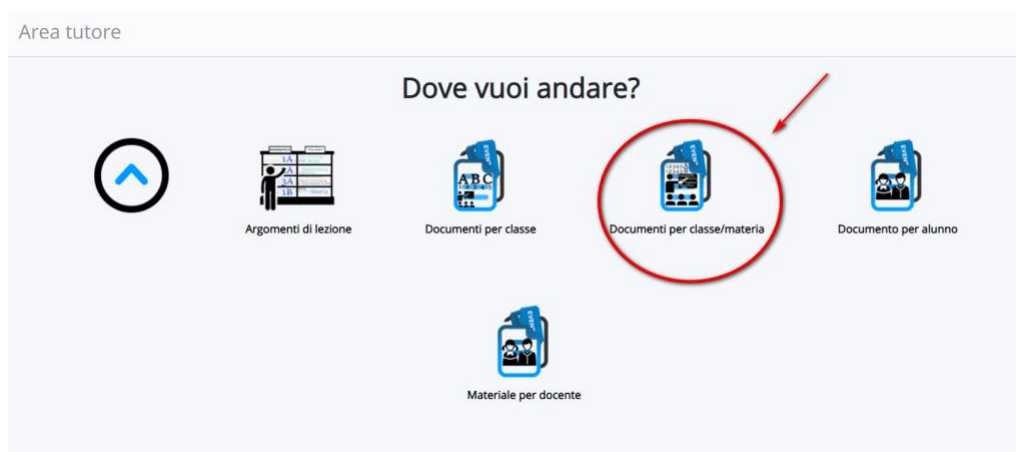 Area tutore
Dove vuoi andare?
Argomenti di lezione
Documenti per classe
Documenti per classe/materia
Documento per alunno
Materiale per docente